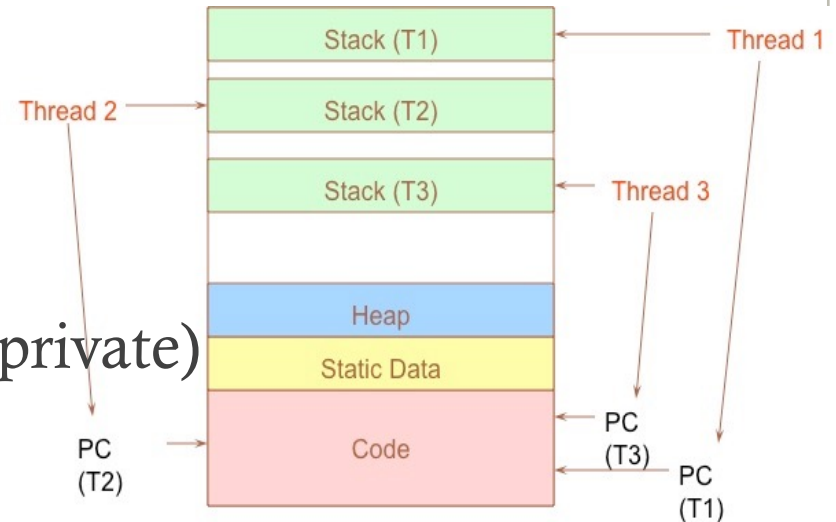 Stack (T1)
Thread 1
Thread 2
Stack (T2)
Stack (T3)
Thread 3
Heap
private)
Static Data
Code
PC
(T2)
PC
(T3)
PC
(T1)